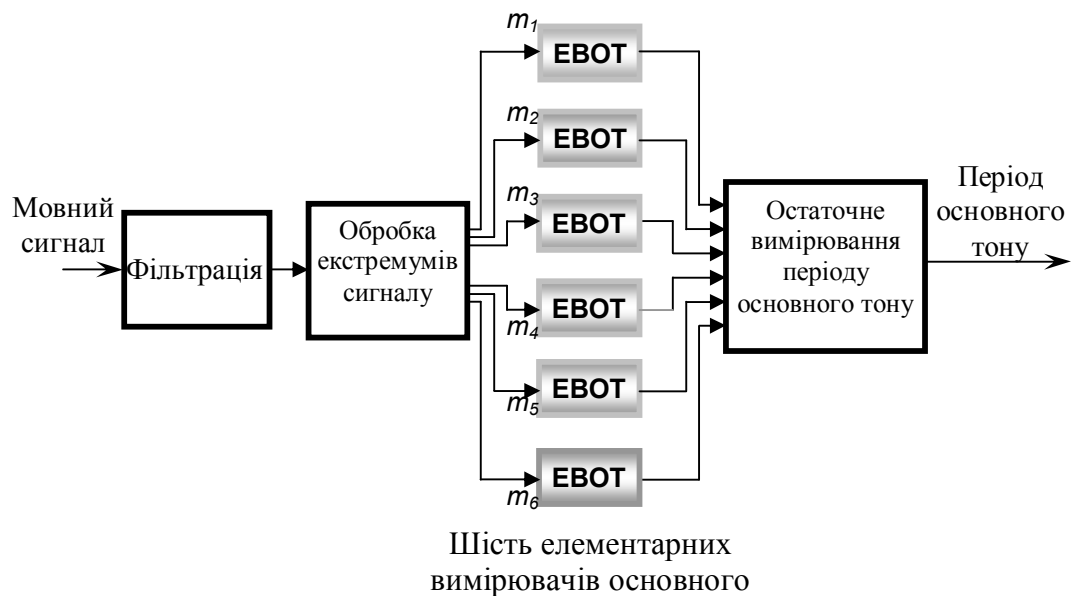 Мовний
сигнал
Фільтрація
Обробка
екстремумів
сигналу
m1
ЕВОТ
m2
ЕВОТ
m3
ЕВОТ
ЕВОТ
m4
ЕВОТ
m5
ЕВОТ
m6
Остаточне
вимірювання
періоду
основного тону
Період
основного
тону
Шість елементарних
вимірювачів основного